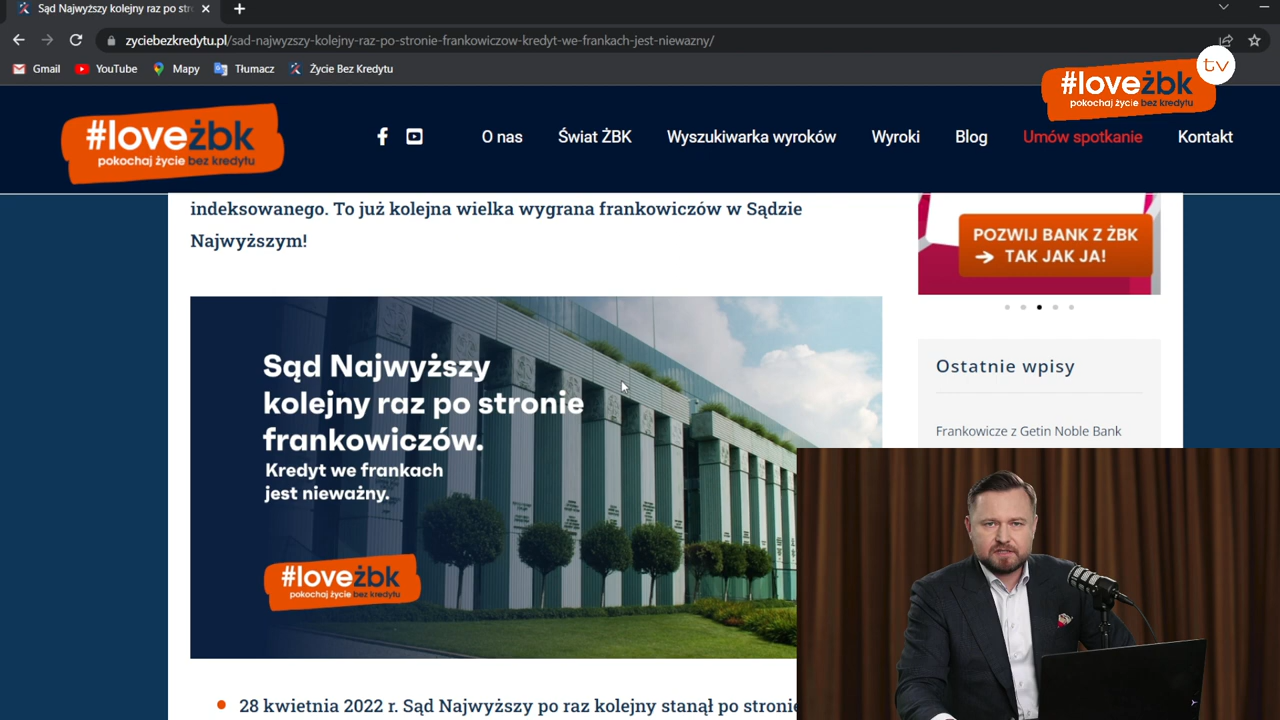 Sąd Najwyższy kolejny raz po str
zyciebezkredytu.pl/sad-najwyzszy-kolejny-raz-po-stronie-frankowiczow-kredyt-we-frankach-jest-niewazny/
Gmail YouTube Mapy Tłumacz Życie Bez Kredytu
tv
#loveżbk
pokochaj życie bez kredytu
#loveżbk
pokochaj życie bez kredytu
O nas Świat ŻBK Wyszukiwarka wyroków Wyroki Blog Umów spotkanie Kontakt
indeksowanego. To już kolejna wielka wygrana frankowiczów w Sądzie
Najwyższym!
POZWIJ BANK Z ŻBK
TAK JAK JA!
Ostatnie wpisy
Frankowicze z Getin Noble Bank
Sąd Najwyższy
kolejny raz po stronie
frankowiczów.
Kredyt we frankach
jest nieważny.
#loveżbk
pokochaj życie bez kredytu
28 kwietnia 2022 r. Sąd Najwyższy po raz kolejny stanął po stronie